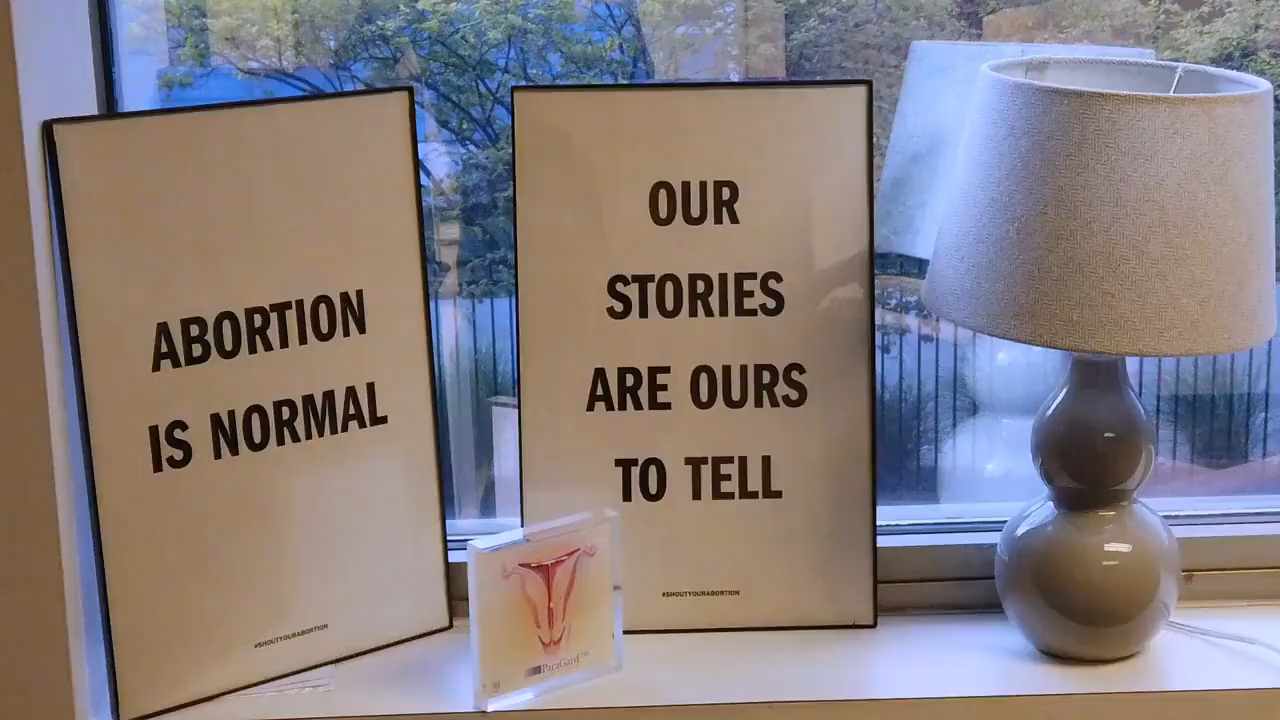 ABORTION
IS NORMAL
#SHOUTYOURABORTION
OUR
STORIES
ARE OURS
TO TELL
#SHOUTYOURABORTION
ParaGard